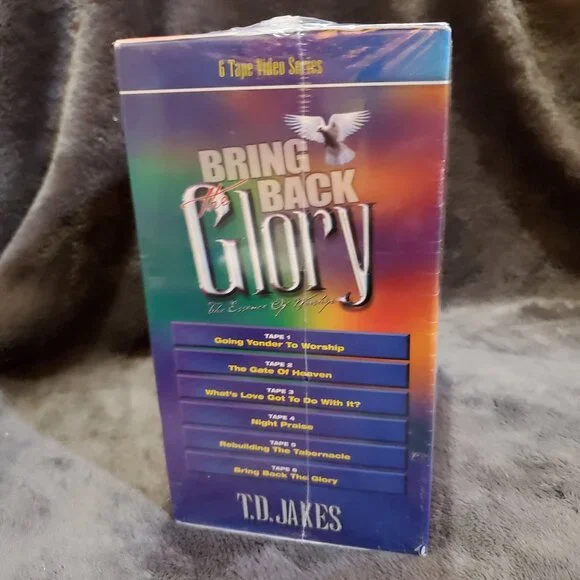 6 Tape Video Series
BRING
the BACK
Glory
The Essence Of Worship
TAPE 1
Going Yonder To Worship
TAPE 2
The Gate Of Heaven
TAPE 3
What's Love Got To Do With It?
TAPE 4
Night Praise
TAPE 5
Rebuilding The Tabernacle
TAPE 6
Bring Back The Glory
T.D. JAKES